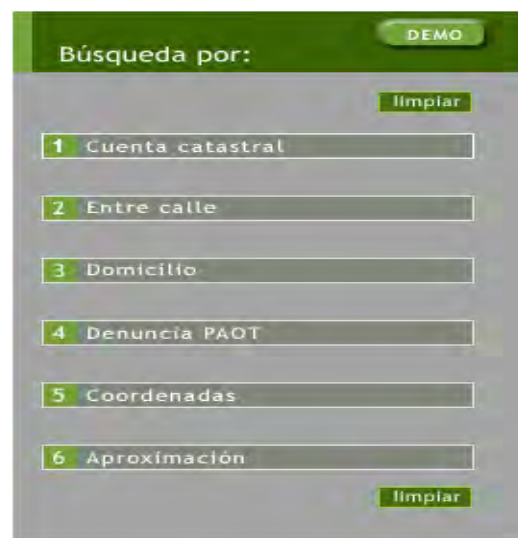 DEMO
Búsqueda por:
limpiar
1 Cuenta catastral
2 Entre calle
3 Domicilio
4 Denuncia PAOT
5 Coordenadas
6 Aproximación
limpiar